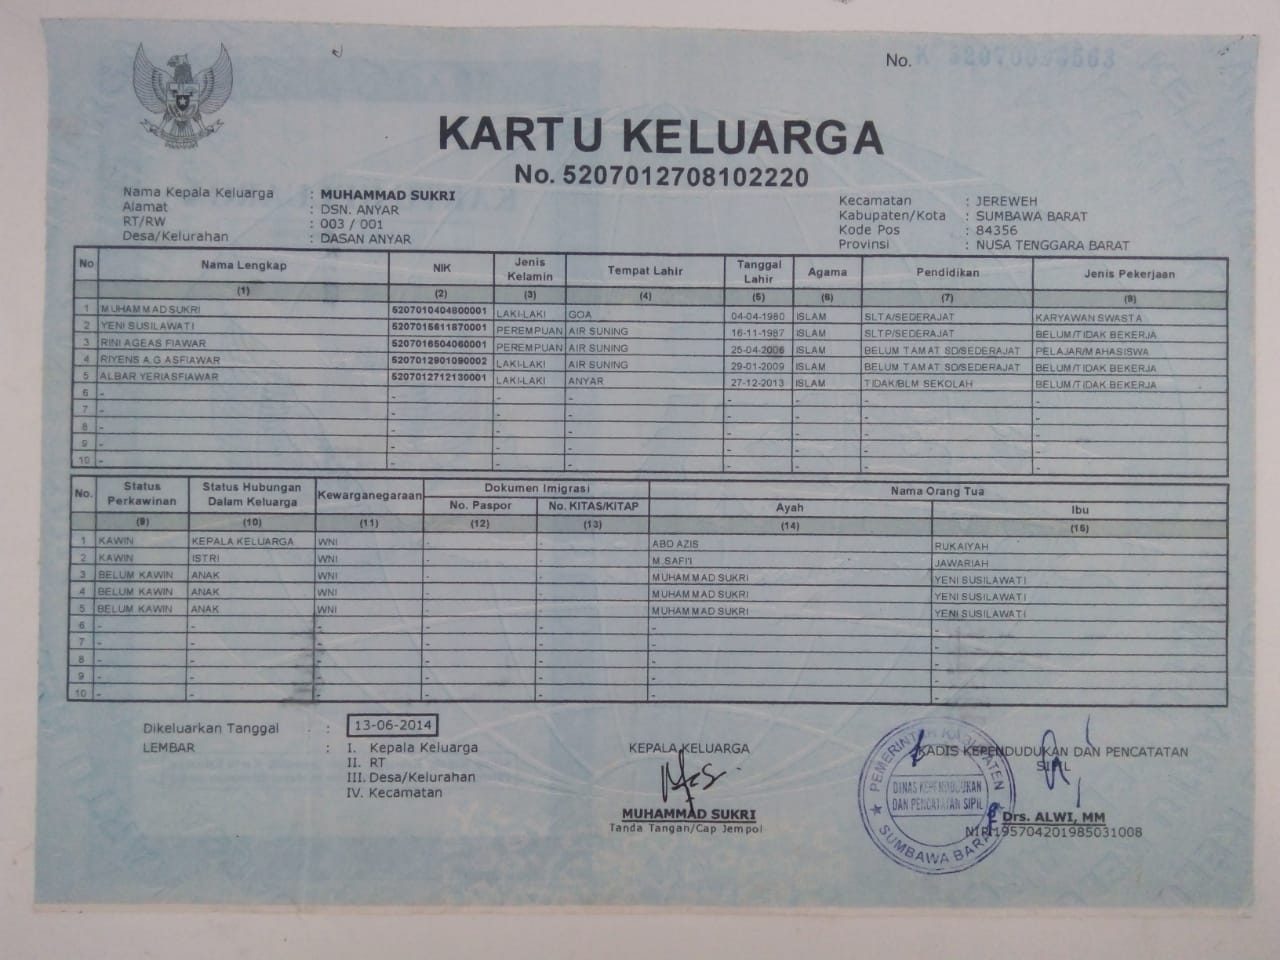 No. K 52070093563
KARTU KELUARGA
No. 5207012708102220
Nama Kepala Keluarga : MUHAMMAD SUKRI
Alamat : DSN. ANYAR
RT/RW : 003 / 001
Desa/Kelurahan : DASAN ANYAR
Kecamatan : JEREWEH
Kabupaten/Kota : SUMBAWA BARAT
Kode Pos : 84356
Provinsi : NUSA TENGGARA BARAT
No Nama Lengkap NIK Jenis Kelamin Tempat Lahir Tanggal Lahir Agama Pendidikan Jenis Pekerjaan
(1) (2) (3) (4) (5) (6) (7) (8)
1 MUHAMMAD SUKRI 5207010404800001 LAKI-LAKI GOA 04-04-1980 ISLAM SLTA/SEDERAJAT KARYAWAN SWASTA
2 YENI SUSILAWATI 5207015611870001 PEREMPUAN AIR SUNING 16-11-1987 ISLAM SLTP/SEDERAJAT BELUM/TIDAK BEKERJA
3 RINI AGEAS FIAWAR 5207016504060001 PEREMPUAN AIR SUNING 25-04-2006 ISLAM BELUM TAMAT SD/SEDERAJAT PELAJAR/MAHASISWA
4 RIYENS A.G ASFIAWAR 5207012901090002 LAKI-LAKI AIR SUNING 29-01-2009 ISLAM BELUM TAMAT SD/SEDERAJAT BELUM/TIDAK BEKERJA
5 ALBAR YERIASFIAWAR 5207012712130001 LAKI-LAKI ANYAR 27-12-2013 ISLAM TIDAK/BLM SEKOLAH BELUM/TIDAK BEKERJA
6 - - - - - - - -
7 - - - - - - - -
8 - - - - - - - -
9 - - - - - - - -
10 - - - - - - - -
No. Status Perkawinan Status Hubungan Dalam Keluarga Kewarganegaraan Dokumen Imigrasi Nama Orang Tua
No. Paspor No. KITAS/KITAP Ayah Ibu
(9) (10) (11) (12) (13) (14) (15)
1 KAWIN KEPALA KELUARGA WNI - - ABD AZIS RUKAIYAH
2 KAWIN ISTRI WNI - - M.SAFI'I JAWARIAH
3 BELUM KAWIN ANAK WNI - - MUHAMMAD SUKRI YENI SUSILAWATI
4 BELUM KAWIN ANAK WNI - - MUHAMMAD SUKRI YENI SUSILAWATI
5 BELUM KAWIN ANAK WNI - - MUHAMMAD SUKRI YENI SUSILAWATI
6 - - - - - - -
7 - - - - - - -
8 - - - - - - -
9 - - - - - - -
10 - - - - - - -
Dikeluarkan Tanggal : 13-06-2014
LEMBAR : I. Kepala Keluarga
II. RT
III. Desa/Kelurahan
IV. Kecamatan
KEPALA KELUARGA
MUHAMMAD SUKRI
Tanda Tangan/Cap Jempol
KADIS KEPENDUDUKAN DAN PENCATATAN
SIPIL
PEMERINTAH KABUPATEN
DINAS KEPENDUDUKAN
DAN PENCATATAN SIPIL
SUMBAWA BARAT
Drs. ALWI, MM
NIP.195704201985031008